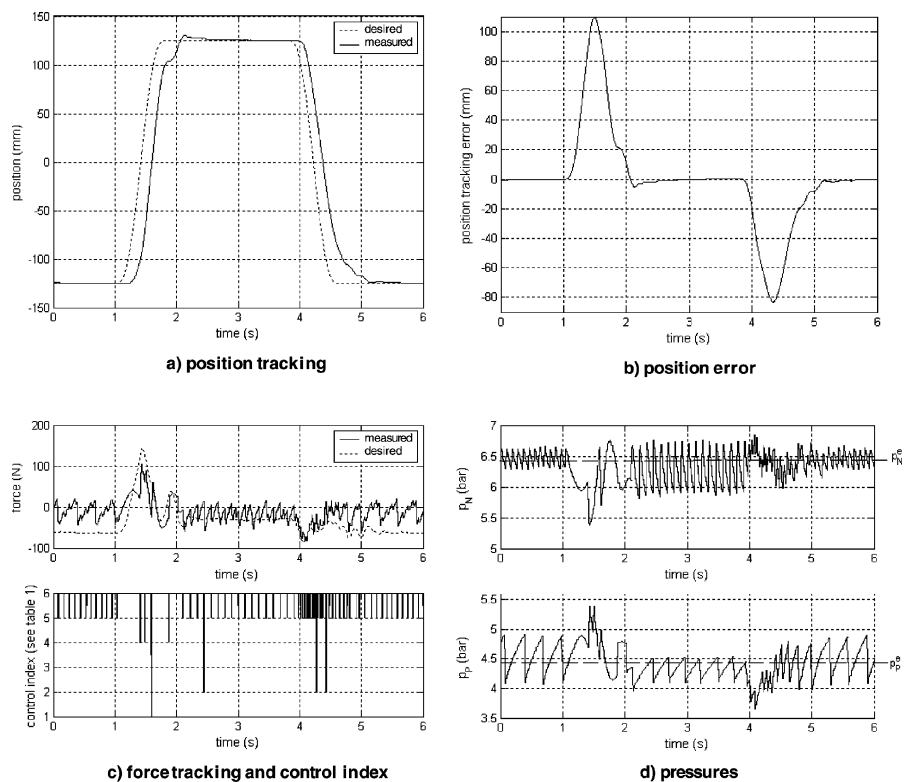 150
100
50
0
-50
-100
-150
position (mm)
desired
measured
0 1 2 3 4 5 6
time (s)
a) position tracking
100
80
60
40
20
0
-20
-40
-60
-80
position tracking error (mm)
0 1 2 3 4 5 6
time (s)
b) position error
200
100
0
-100
force (N)
measured
desired
0 1 2 3 4 5 6
time (s)
6
5
4
3
2
1
control index (see table 1)
0 1 2 3 4 5 6
time (s)
c) force tracking and control index
7
6.5
6
5.5
5
p_N (bar)
p_N^e
0 1 2 3 4 5 6
time (s)
5.5
5
4.5
4
3.5
p_P (bar)
p_P^e
0 1 2 3 4 5 6
time (s)
d) pressures